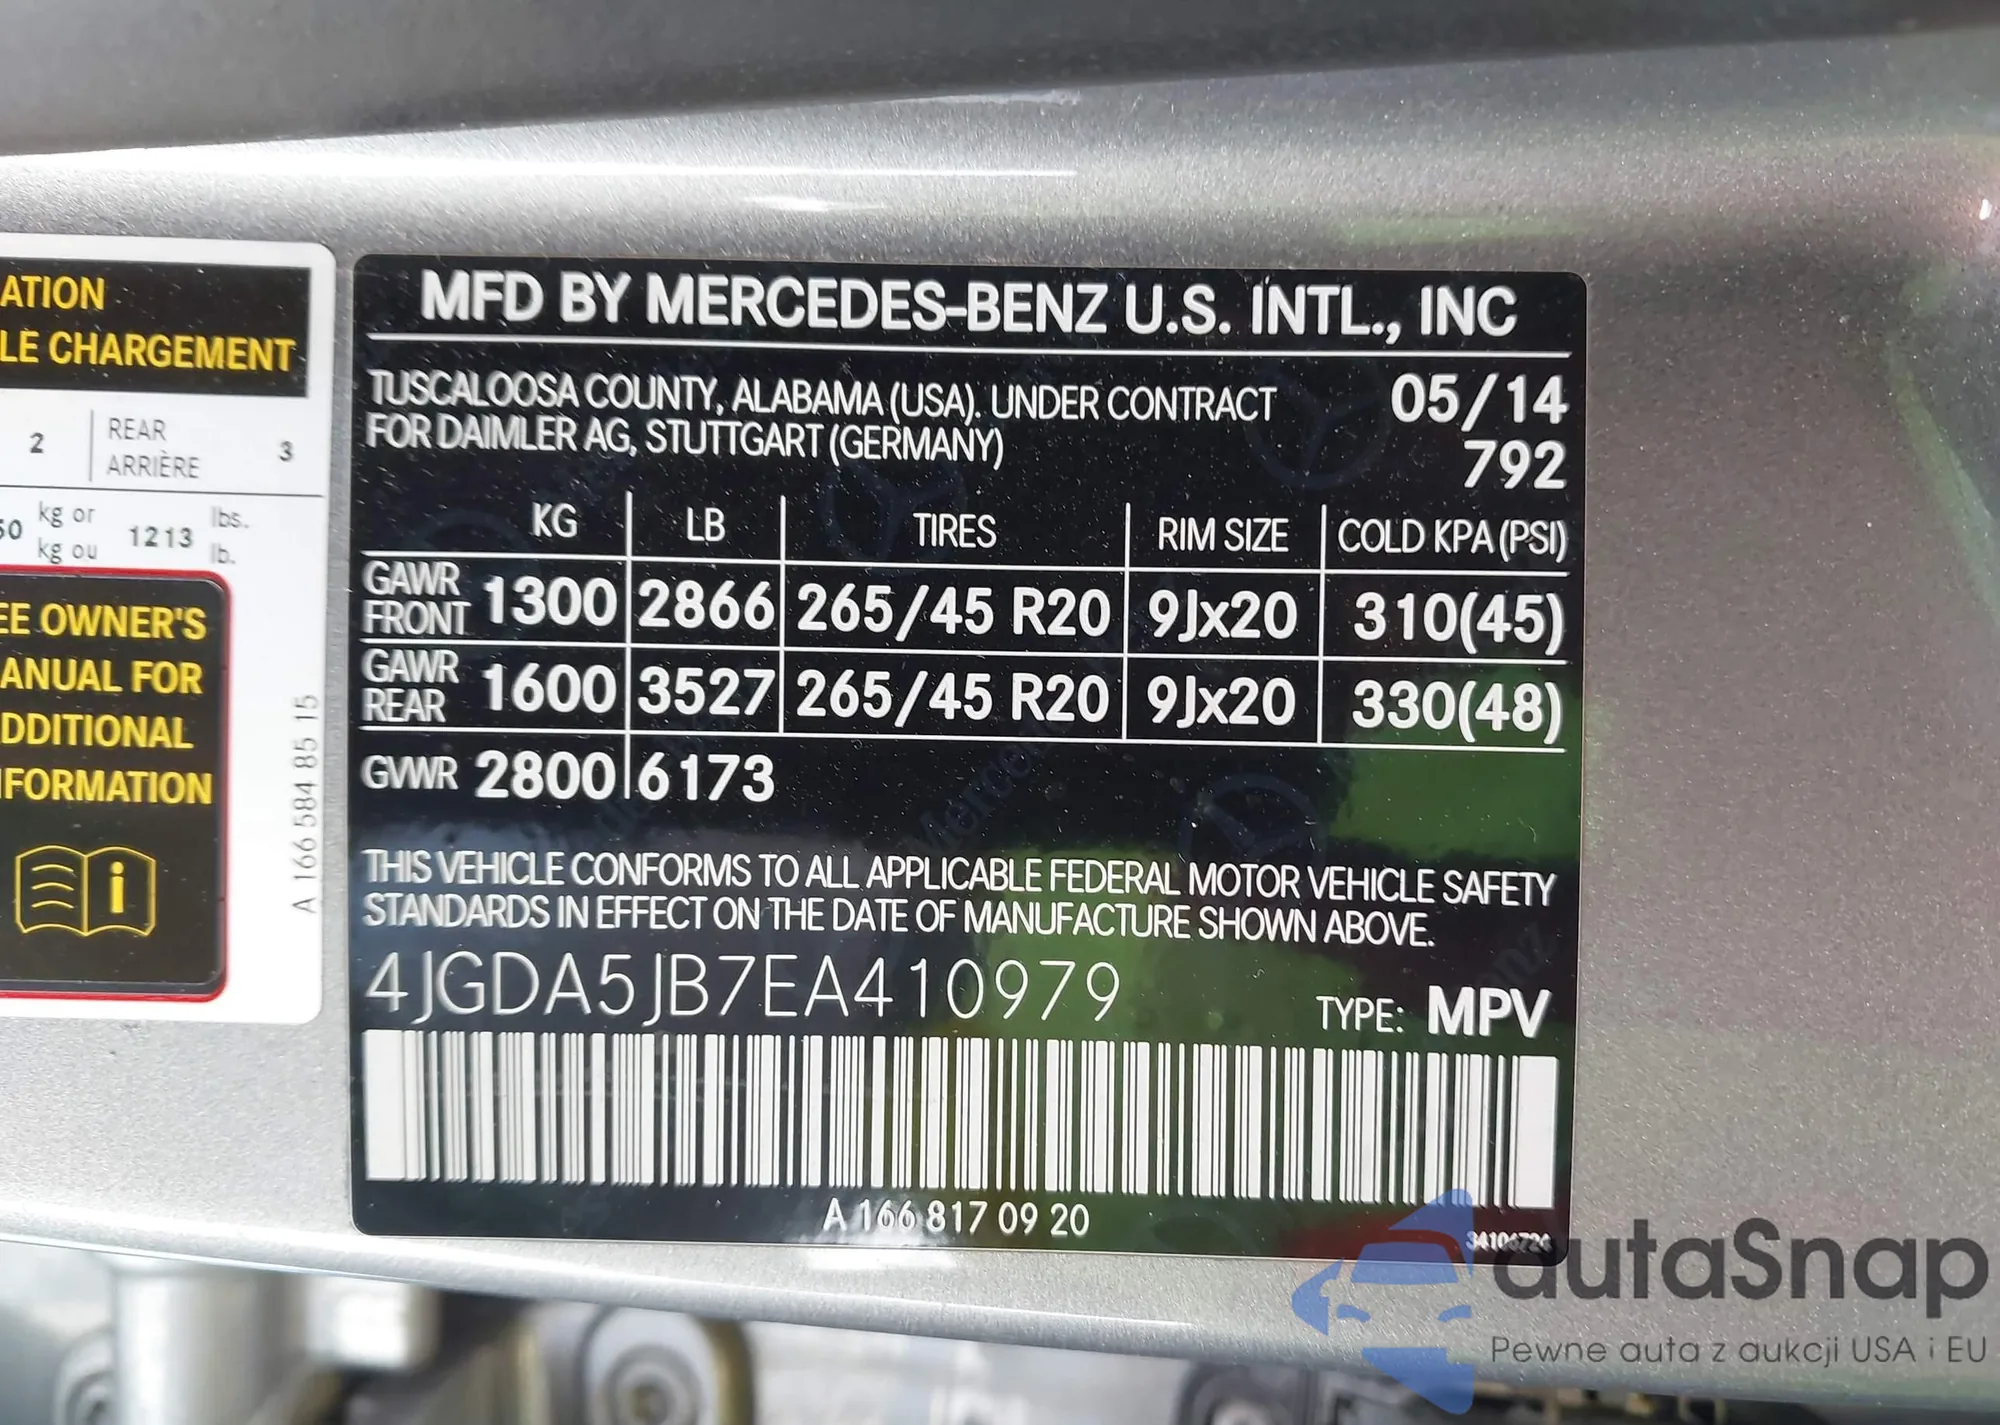 ATION
LE CHARGEMENT
2 REAR 3
ARRIÈRE
kg or 1213 lbs.
kg ou lb.
EE OWNER'S
ANUAL FOR
DDITIONAL
NFORMATION
i
A 166 584 85 15
MFD BY MERCEDES-BENZ U.S. INTL., INC
TUSCALOOSA COUNTY, ALABAMA (USA). UNDER CONTRACT 05/14
FOR DAIMLER AG, STUTTGART (GERMANY) 792
KG LB TIRES RIM SIZE COLD KPA (PSI)
GAWR FRONT 1300 2866 265/45 R20 9Jx20 310(45)
GAWR REAR 1600 3527 265/45 R20 9Jx20 330(48)
GVWR 2800 6173
THIS VEHICLE CONFORMS TO ALL APPLICABLE FEDERAL MOTOR VEHICLE SAFETY
STANDARDS IN EFFECT ON THE DATE OF MANUFACTURE SHOWN ABOVE.
4JGDA5JB7EA410979 TYPE: MPV
A 166 817 09 20
autaSnap
Pewne auta z aukcji USA i EU